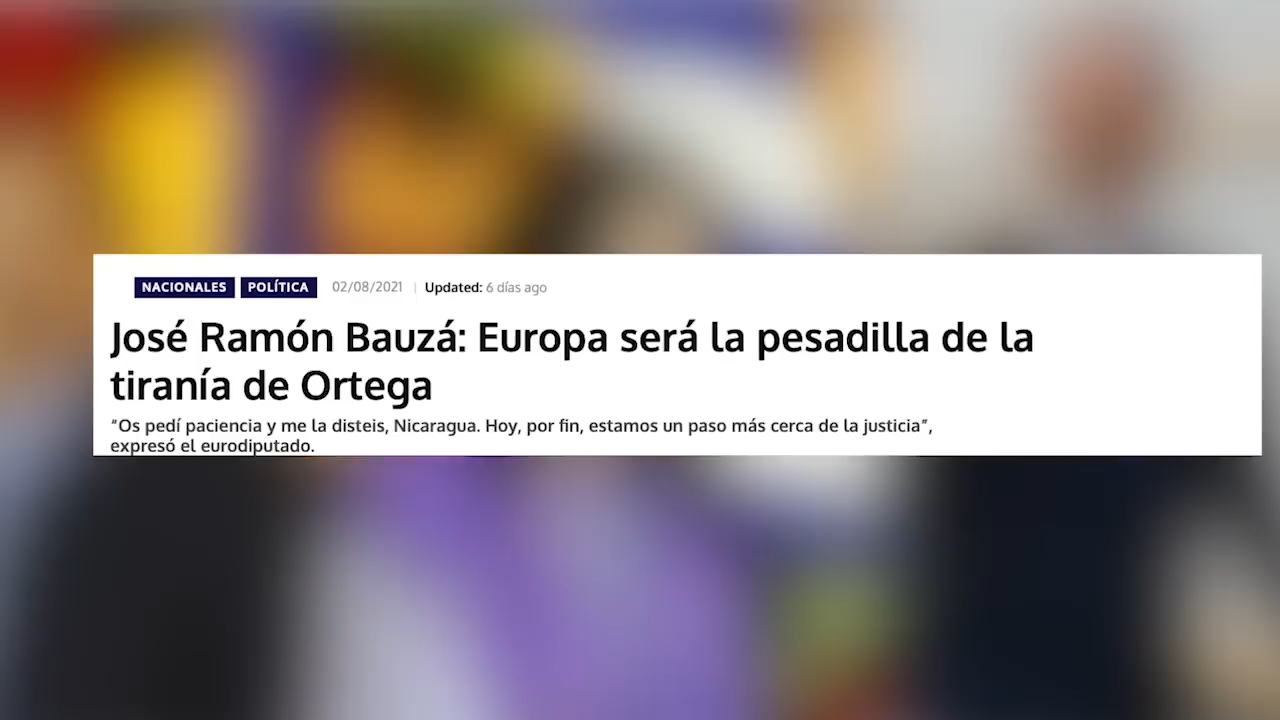 NACIONALES POLÍTICA 02/08/2021 | Updated: 6 días ago
José Ramón Bauzá: Europa será la pesadilla de la
tiranía de Ortega
“Os pedí paciencia y me la disteis, Nicaragua. Hoy, por fin, estamos un paso más cerca de la justicia”,
expresó el eurodiputado.